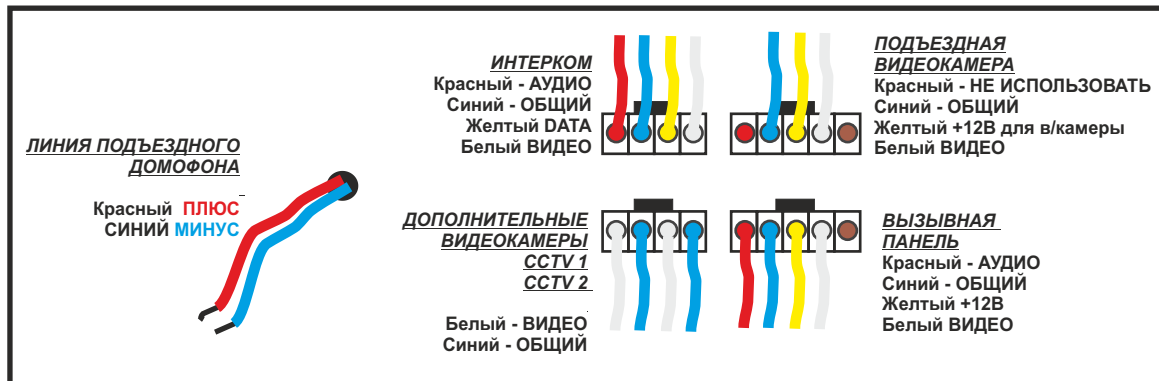 ЛИНИЯ ПОДЪЕЗДНОГО
ДОМОФОНА
Красный ПЛЮС
СИНИЙ МИНУС
ИНТЕРКОМ
Красный - АУДИО
Синий - ОБЩИЙ
Желтый DATA
Белый ВИДЕО
ПОДЪЕЗДНАЯ
ВИДЕОКАМЕРА
Красный - НЕ ИСПОЛЬЗОВАТЬ
Синий - ОБЩИЙ
Желтый +12В для в/камеры
Белый ВИДЕО
ДОПОЛНИТЕЛЬНЫЕ
ВИДЕОКАМЕРЫ
CCTV 1
CCTV 2
Белый - ВИДЕО
Синий - ОБЩИЙ
ВЫЗЫВНАЯ
ПАНЕЛЬ
Красный - АУДИО
Синий - ОБЩИЙ
Желтый +12В
Белый ВИДЕО